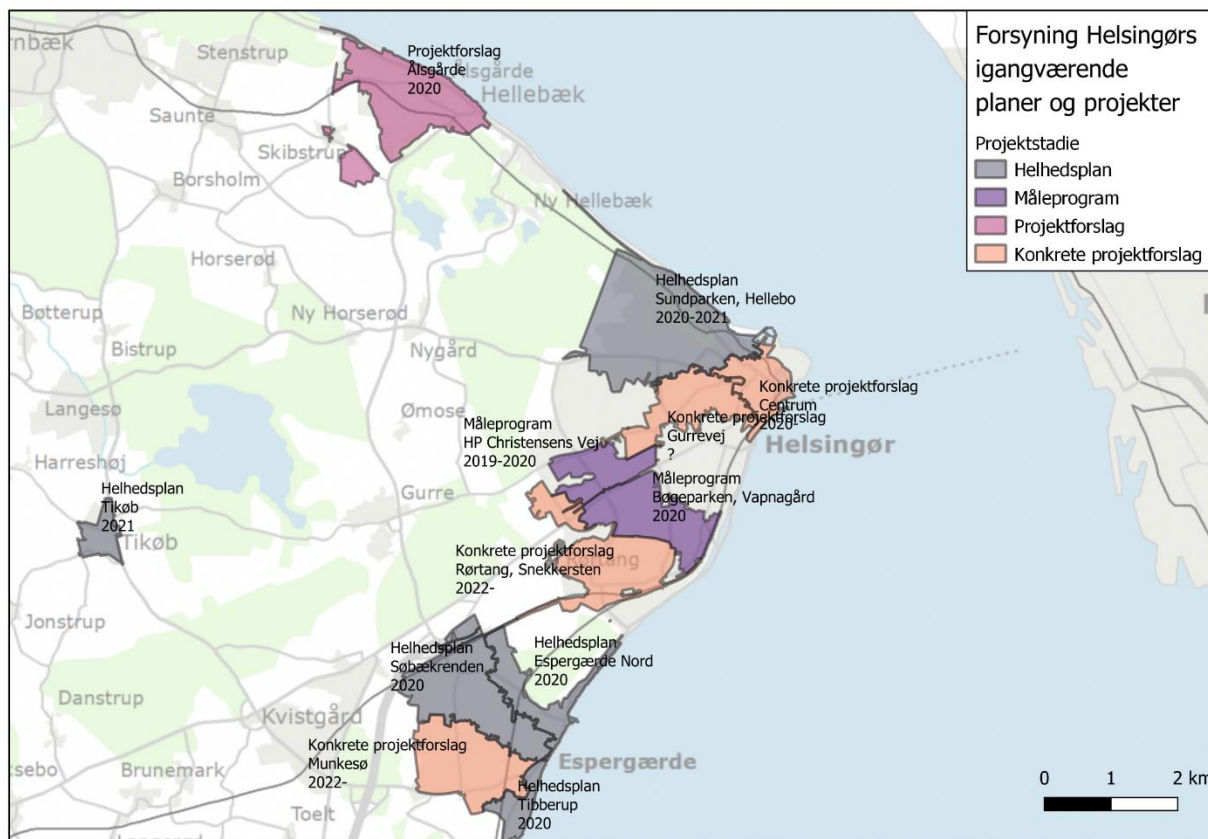 Forsyning Helsingørs
igangværende
planer og projekter
Projektstadie
Helhedsplan
Måleprogram
Projektforslag
Konkrete projektforslag
Stenstrup
Projektforslag
Ålsgårde
2020
Ålsgårde
Hellebæk
Saunte
Skibstrup
Borsholm
Ny Hellebæk
Horserød
Helhedsplan
Sundparken, Hellebo
2020-2021
Bøtterup
Ny Horserød
Bistrup
Nygård
Langesø
Ømose
Konkrete projektforslag
Centrum
2020-
Konkrete projektforslag
Gurrevej
?
Helsingør
Måleprogram
HP Christensens Vej
2019-2020
Harreshøj
Helhedsplan
Tikøb
2021
Tikøb
Gurre
Måleprogram
Bøgeparken, Vapnagård
2020
Konkrete projektforslag
Rørtang, Snekkersten
2022-
Rørtang
Jonstrup
Helhedsplan
Søbækrenden
2020
Helhedsplan
Espergærde Nord
2020
Danstrup
Kvistgård
Konkrete projektforslag
Munkesø
2022-
Espergærde
Brunemark
Helhedsplan
Tibberup
2020
Toelt
0 1 2 km